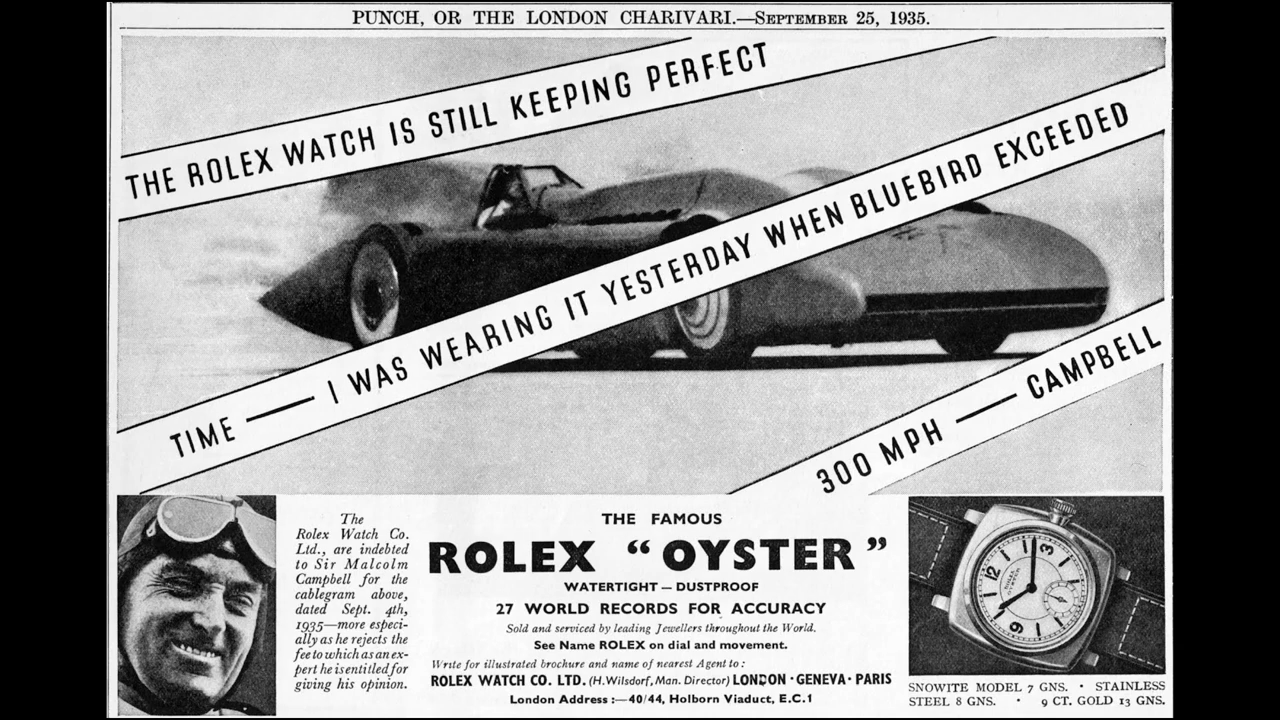 PUNCH, OR THE LONDON CHARIVARI.—SEPTEMBER 25, 1935.
THE ROLEX WATCH IS STILL KEEPING PERFECT
TIME — I WAS WEARING IT YESTERDAY WHEN BLUEBIRD EXCEEDED
300 MPH — CAMPBELL
The
Rolex Watch Co.
Ltd., are indebted
to Sir Malcolm
Campbell for the
cablegram above,
dated Sept. 4th,
1935—more especi-
ally as he rejects the
fee to which as an ex-
pert he is entitled for
giving his opinion.
THE FAMOUS
ROLEX “OYSTER”
WATERTIGHT — DUSTPROOF
27 WORLD RECORDS FOR ACCURACY
Sold and serviced by leading Jewellers throughout the World.
See Name ROLEX on dial and movement.
Write for illustrated brochure and name of nearest Agent to:
ROLEX WATCH CO. LTD. (H. Wilsdorf, Man. Director) LONDON · GENEVA · PARIS
London Address :— 40/44, Holborn Viaduct, E.C.1
12
3
9
ROLEX
OYSTER
SNOWITE MODEL 7 GNS. · STAINLESS
STEEL 8 GNS. · 9 CT. GOLD 13 GNS.